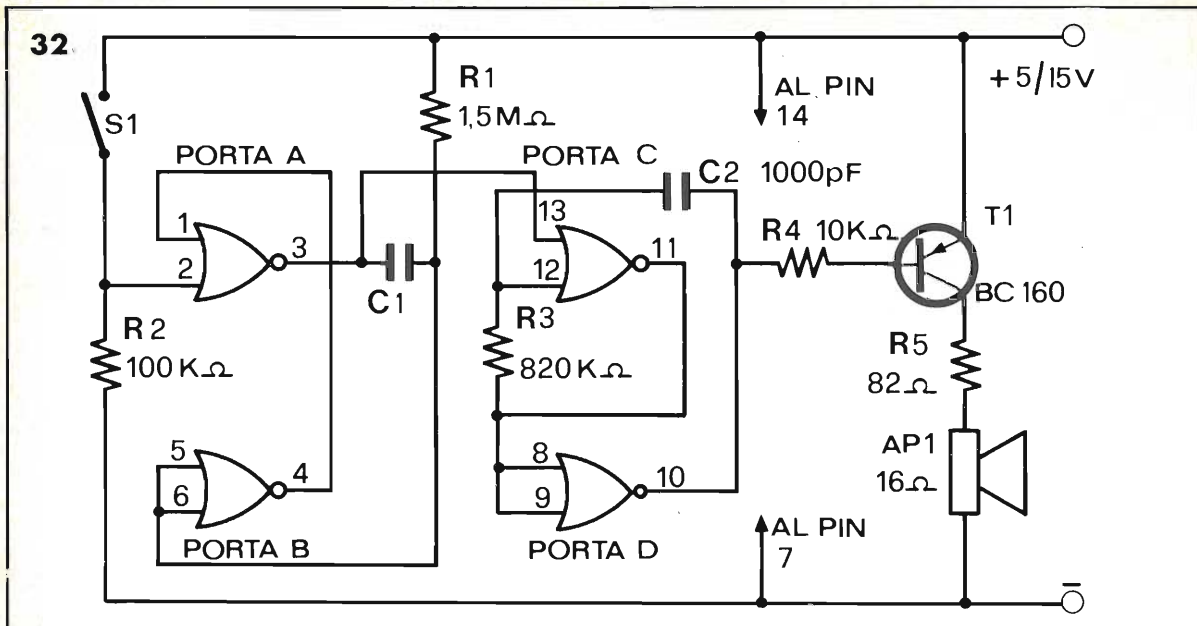 32
R1
1,5MΩ
AL PIN
14
+5/15V
S1
PORTA A
PORTA C
C2 1000pF
1
2
3
13
12
11
T1
R4 10KΩ
BC 160
C1
R2
100KΩ
R3
820KΩ
R5
82Ω
5
6
4
8
9
10
AP1
16Ω
PORTA B
PORTA D
AL PIN
7
+
−